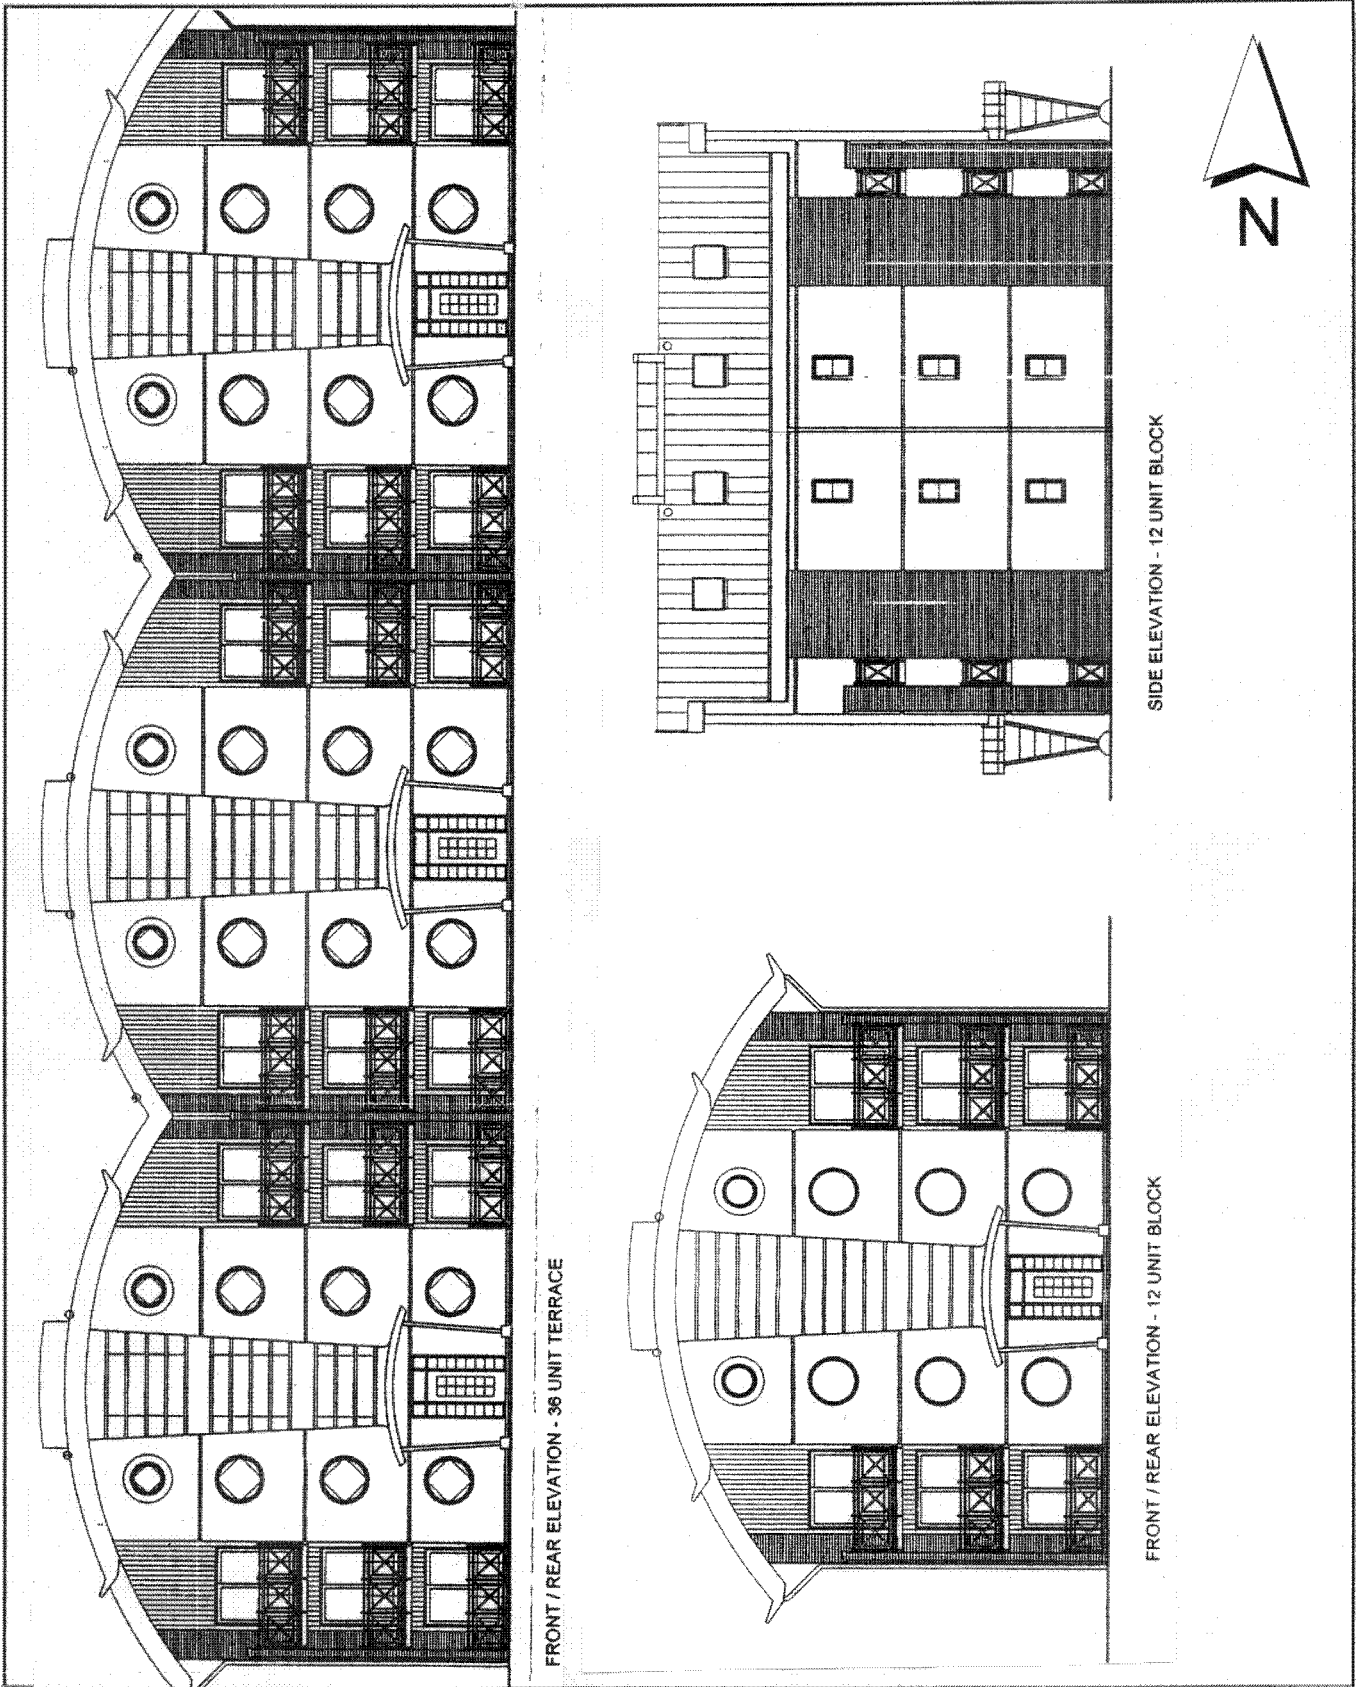 FRONT / REAR ELEVATION - 36 UNIT TERRACE
SIDE ELEVATION - 12 UNIT BLOCK
FRONT / REAR ELEVATION - 12 UNIT BLOCK
N